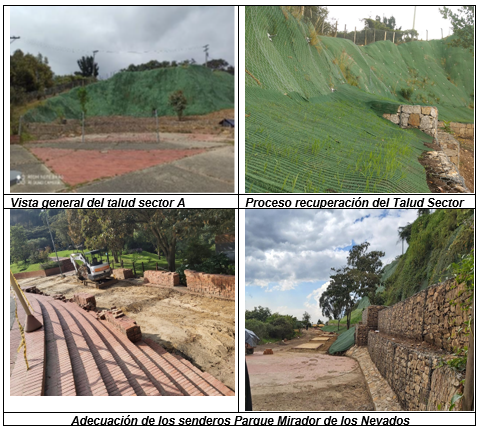 Vista general del talud sector A
Proceso recuperación del Talud Sector
Adecuación de los senderos Parque Mirador de los Nevados